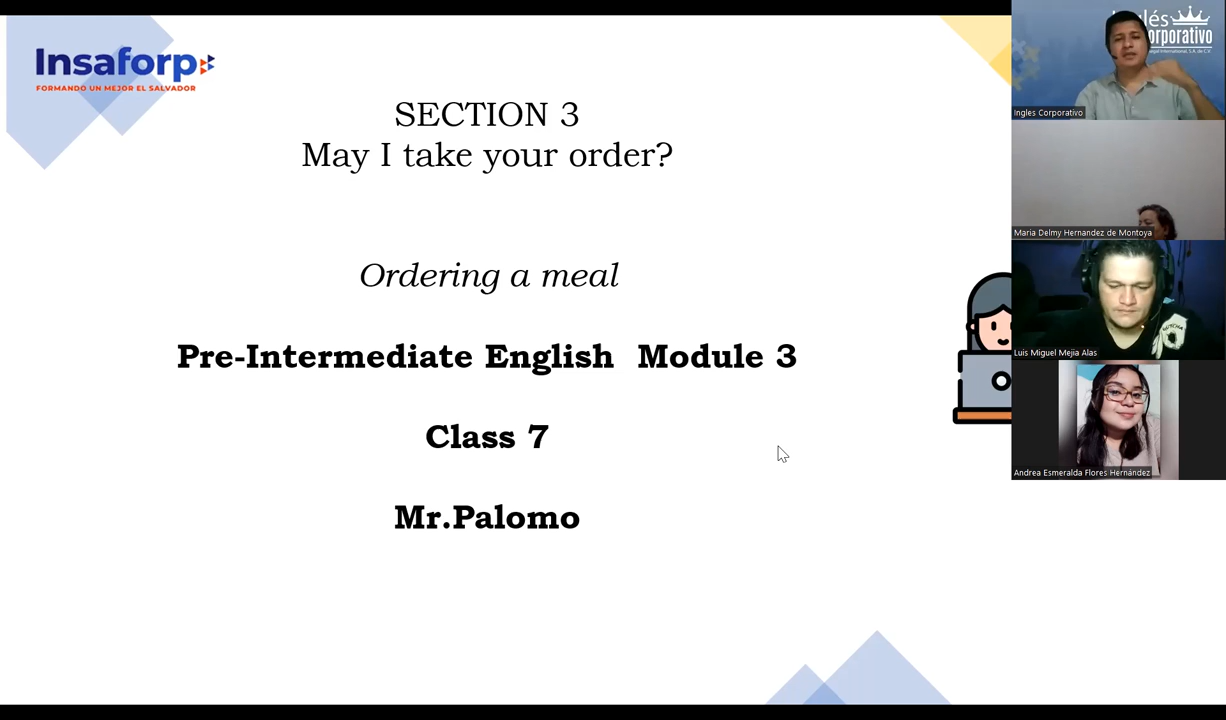 Insaforp
FORMANDO UN MEJOR EL SALVADOR
SECTION 3
May I take your order?
Ordering a meal
Pre-Intermediate English Module 3
Class 7
Mr.Palomo
Ingles Corporativo
Maria Delmy Hernandez de Montoya
Luis Miguel Mejia Alas
Andrea Esmeralda Flores Hernández